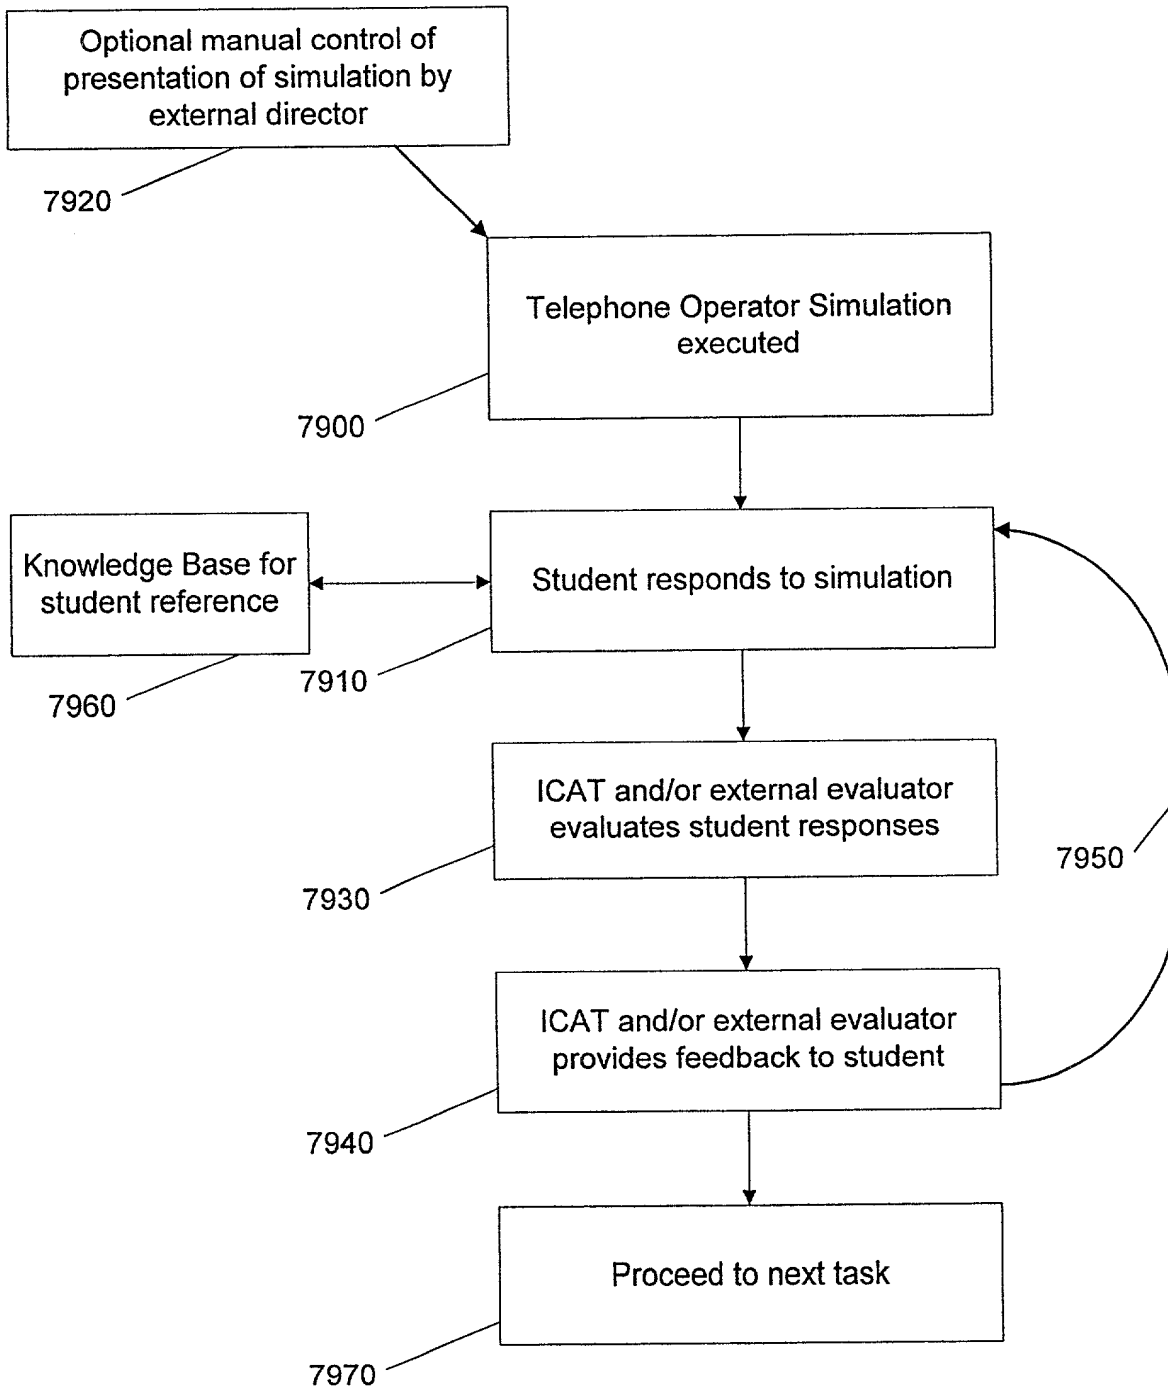 Optional manual control of
presentation of simulation by
external director
7920
Telephone Operator Simulation
executed
7900
Knowledge Base for
student reference
7960
Student responds to simulation
7910
ICAT and/or external evaluator
evaluates student responses
7930
7950
ICAT and/or external evaluator
provides feedback to student
7940
Proceed to next task
7970